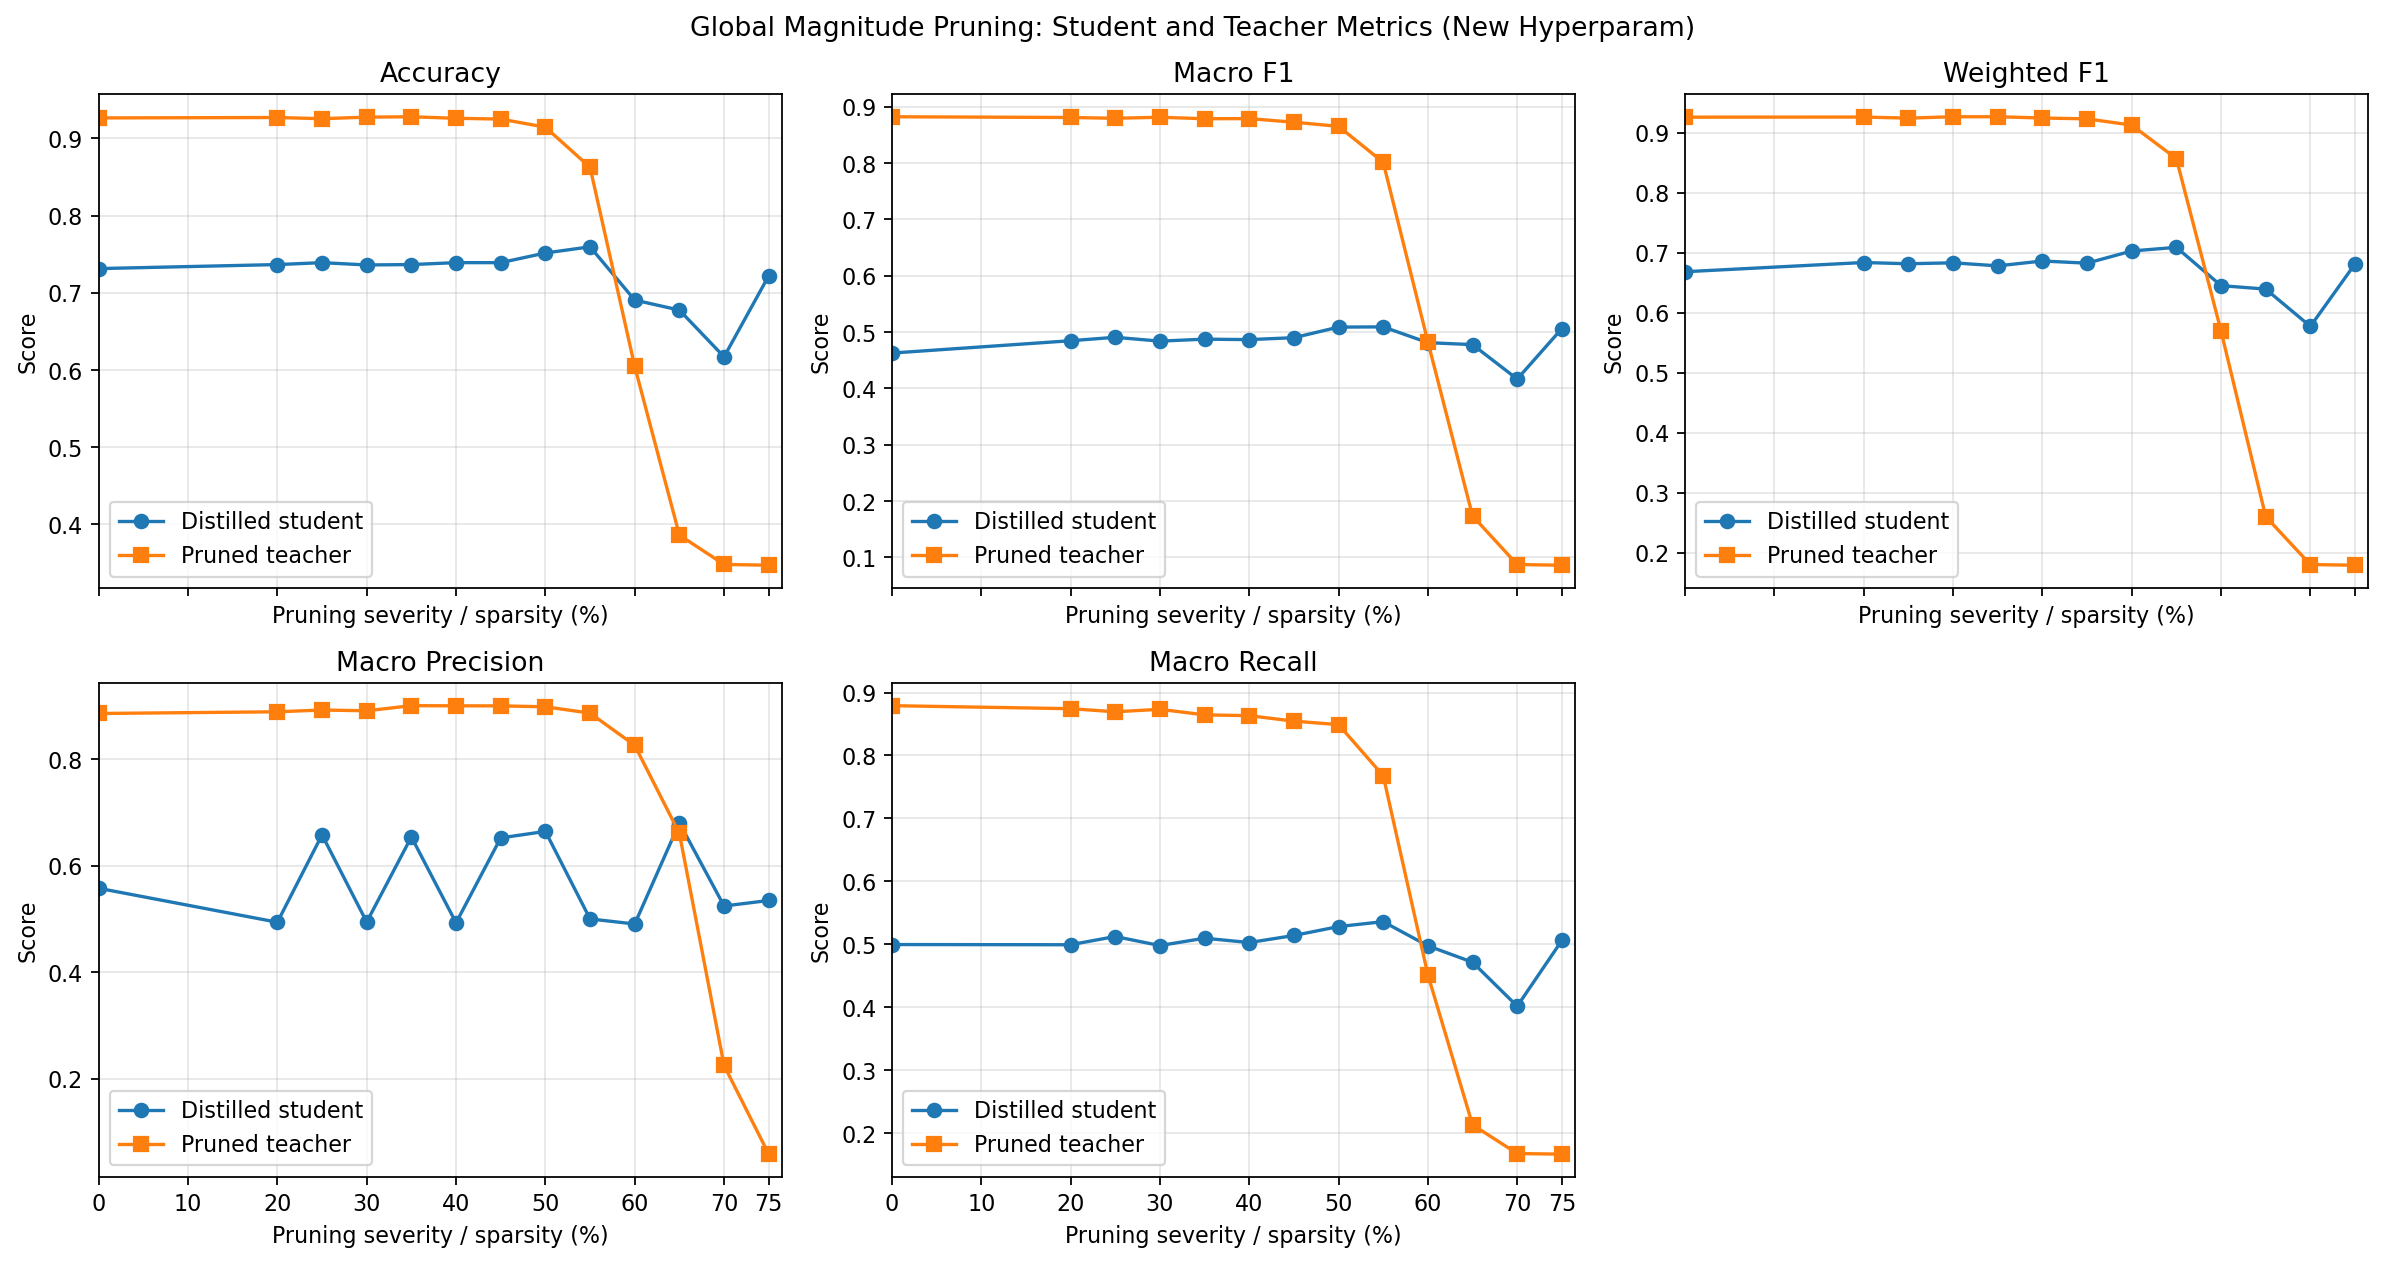 Global Magnitude Pruning: Student and Teacher Metrics (New Hyperparam)
Accuracy
0.9
0.8
0.7
0.6
0.5
0.4
Score
Distilled student
Pruned teacher
Pruning severity / sparsity (%)
Macro F1
0.9
0.8
0.7
0.6
0.5
0.4
0.3
0.2
0.1
Score
Distilled student
Pruned teacher
Pruning severity / sparsity (%)
Weighted F1
0.9
0.8
0.7
0.6
0.5
0.4
0.3
0.2
Score
Distilled student
Pruned teacher
Pruning severity / sparsity (%)
Macro Precision
0.8
0.6
0.4
0.2
Score
Distilled student
Pruned teacher
0 10 20 30 40 50 60 70 75
Pruning severity / sparsity (%)
Macro Recall
0.9
0.8
0.7
0.6
0.5
0.4
0.3
0.2
Score
Distilled student
Pruned teacher
0 10 20 30 40 50 60 70 75
Pruning severity / sparsity (%)